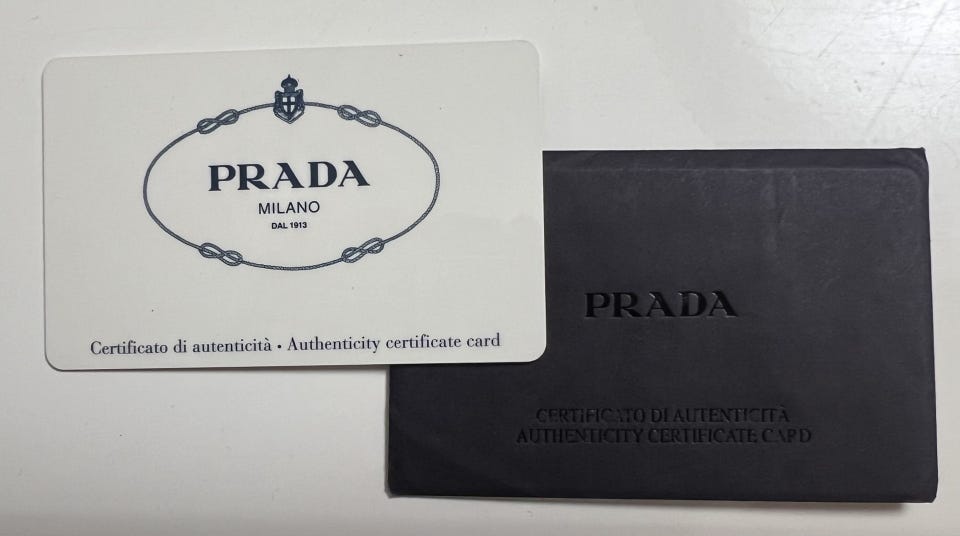 PRADA
MILANO
DAL 1913
Certificato di autenticità • Authenticity certificate card
PRADA
CERTIFICATO DI AUTENTICITÀ
AUTHENTICITY CERTIFICATE CARD